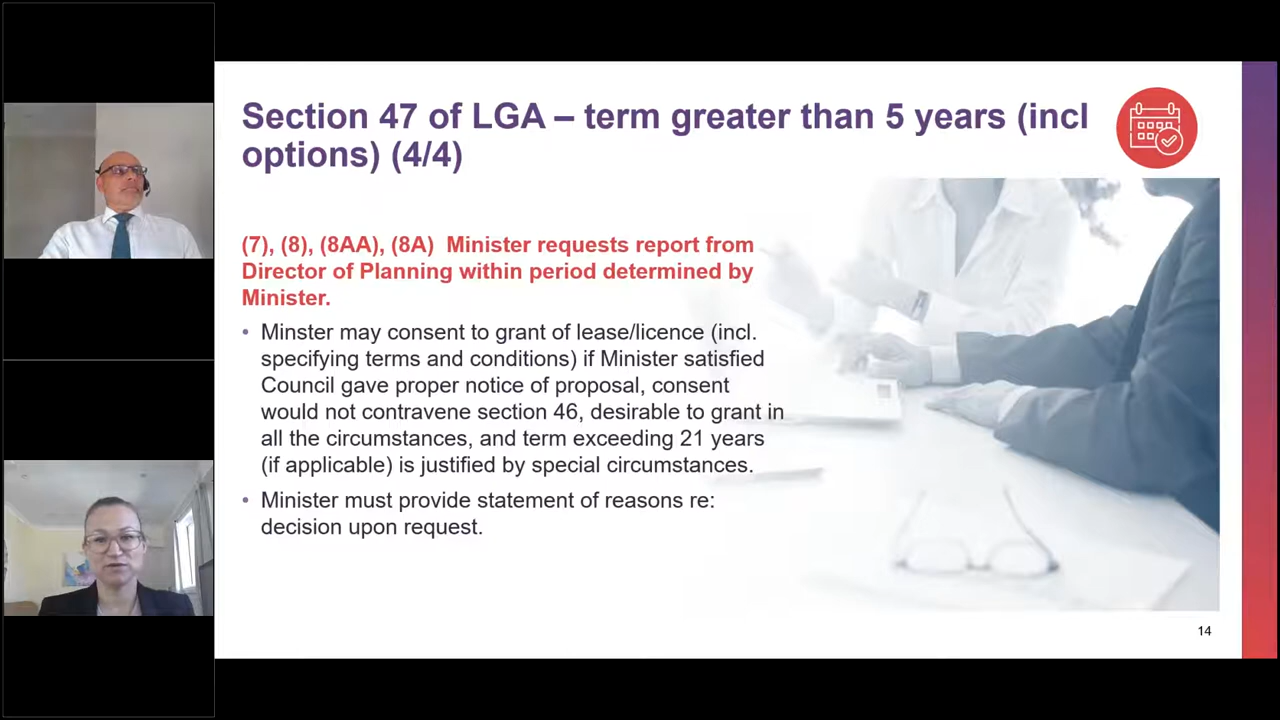 Section 47 of LGA – term greater than 5 years (incl
options) (4/4)
(7), (8), (8AA), (8A)  Minister requests report from
Director of Planning within period determined by
Minister.
• Minster may consent to grant of lease/licence (incl.
specifying terms and conditions) if Minister satisfied
Council gave proper notice of proposal, consent
would not contravene section 46, desirable to grant in
all the circumstances, and term exceeding 21 years
(if applicable) is justified by special circumstances.
• Minister must provide statement of reasons re:
decision upon request.
14